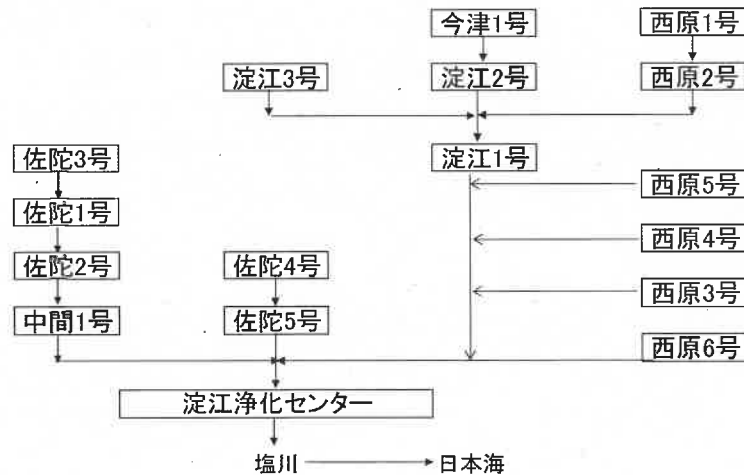 今津1号
西原1号
淀江3号
淀江2号
西原2号
佐陀3号
淀江1号
西原5号
佐陀1号
西原4号
佐陀2号
佐陀4号
西原3号
中間1号
佐陀5号
西原6号
淀江浄化センター
塩川
日本海